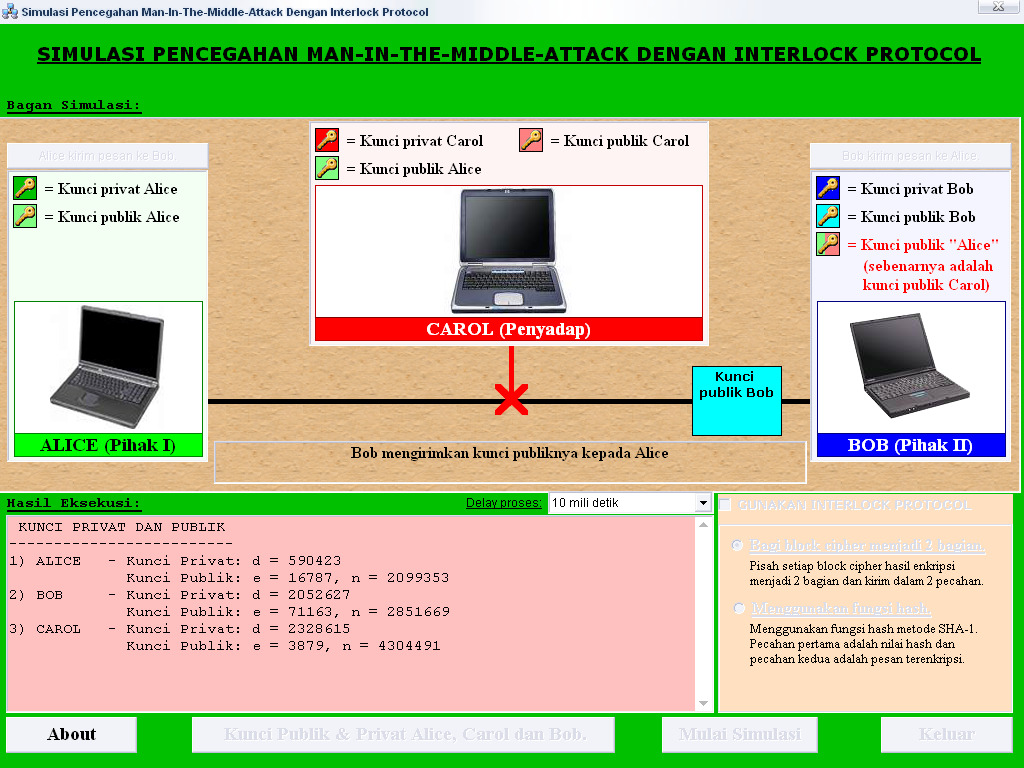 Simulasi Pencegahan Man-In-The-Middle-Attack Dengan Interlock Protocol
SIMULASI PENCEGAHAN MAN-IN-THE-MIDDLE-ATTACK DENGAN INTERLOCK PROTOCOL
Bagan Simulasi:
Alice kirim pesan ke Bob.
= Kunci privat Alice
= Kunci publik Alice
ALICE (Pihak I)
= Kunci privat Carol
= Kunci publik Carol
= Kunci publik Alice
CAROL (Penyadap)
Bob kirim pesan ke Alice.
= Kunci privat Bob
= Kunci publik Bob
= Kunci publik "Alice"
(sebenarnya adalah
kunci publik Carol)
BOB (Pihak II)
Kunci
publik Bob
Bob mengirimkan kunci publiknya kepada Alice
Hasil Eksekusi:
Delay proses: 10 mili detik
KUNCI PRIVAT DAN PUBLIK
-------------------------
1) ALICE - Kunci Privat: d = 590423
Kunci Publik: e = 16787, n = 2099353
2) BOB - Kunci Privat: d = 2052627
Kunci Publik: e = 71163, n = 2851669
3) CAROL - Kunci Privat: d = 2328615
Kunci Publik: e = 3879, n = 4304491
GUNAKAN INTERLOCK PROTOCOL
Bagi block cipher menjadi 2 bagian.
Pisah setiap block cipher hasil enkripsi
menjadi 2 bagian dan kirim dalam 2 pecahan.
Menggunakan fungsi hash.
Menggunakan fungsi hash metode SHA-1.
Pecahan pertama adalah nilai hash dan
pecahan kedua adalah pesan terenkripsi.
About
Kunci Publik & Privat Alice, Carol dan Bob.
Mulai Simulasi
Keluar